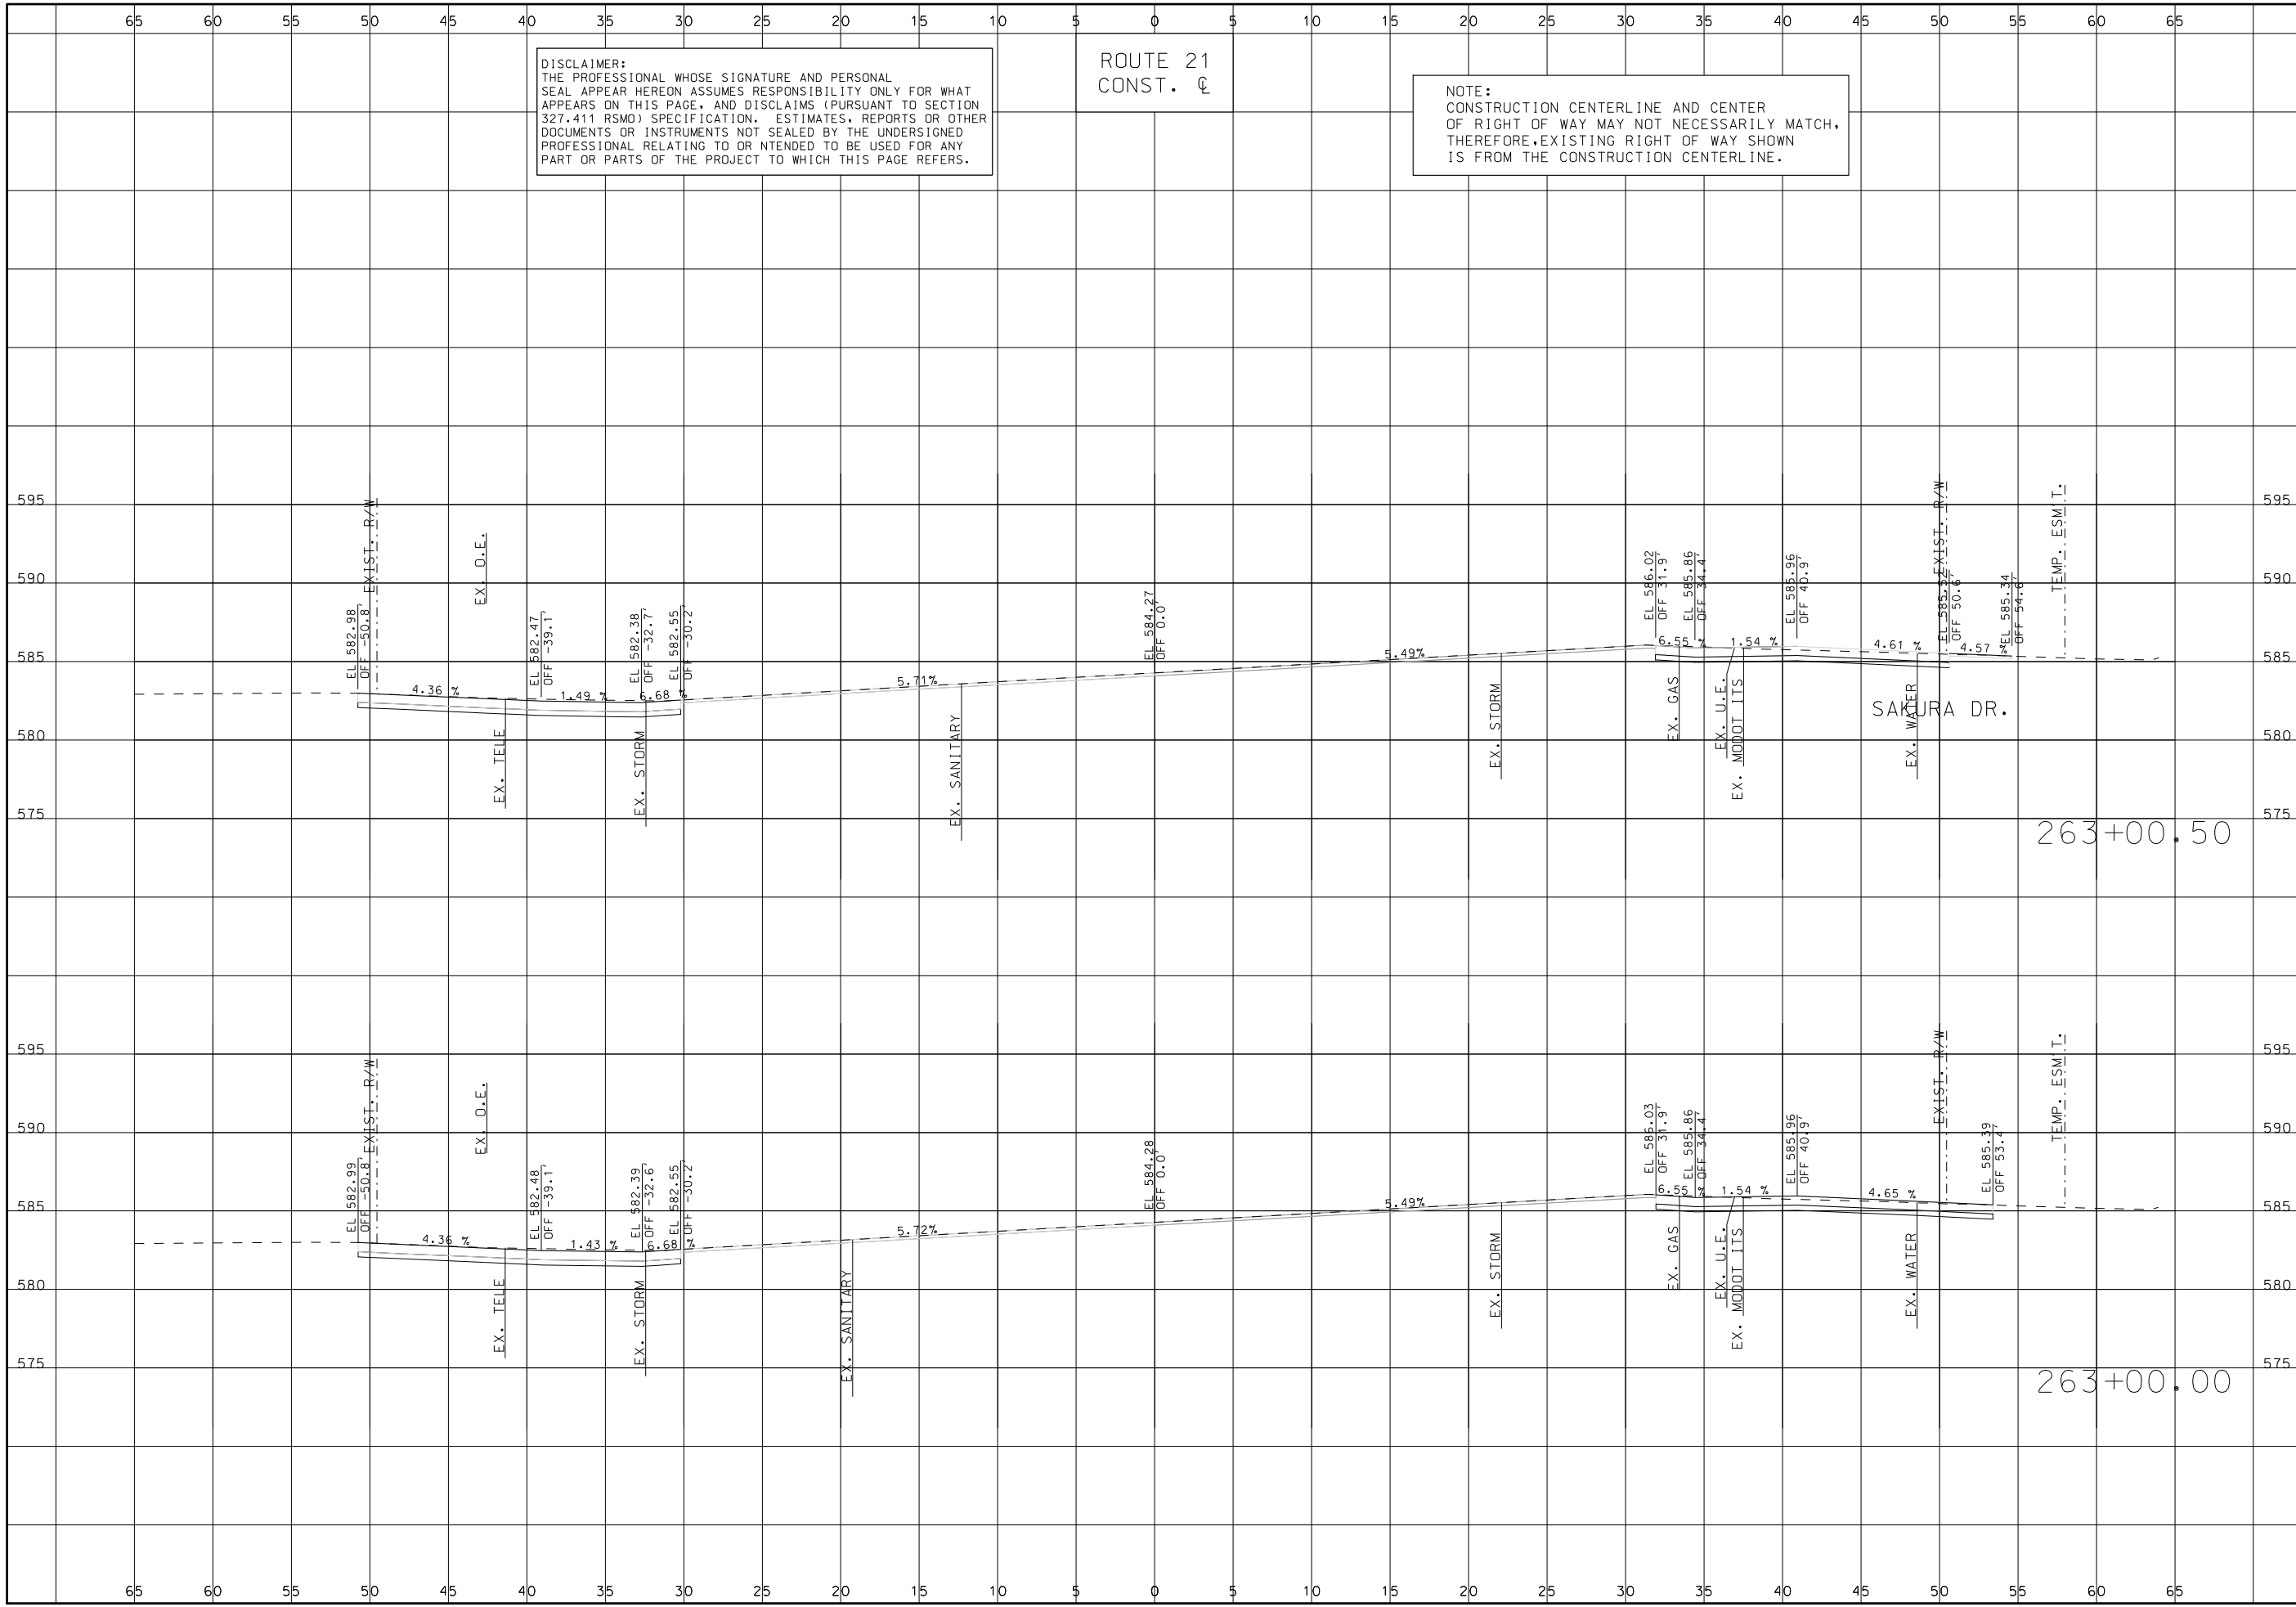 65 60 55 50 45 40 35 30 25 20 15 10 5 0 5 10 15 20 25 30 35 40 45 50 55 60 65
DISCLAIMER:
THE PROFESSIONAL WHOSE SIGNATURE AND PERSONAL
SEAL APPEAR HEREON ASSUMES RESPONSIBILITY ONLY FOR WHAT
APPEARS ON THIS PAGE, AND DISCLAIMS (PURSUANT TO SECTION
327.411 RSMO) SPECIFICATION. ESTIMATES, REPORTS OR OTHER
DOCUMENTS OR INSTRUMENTS NOT SEALED BY THE UNDERSIGNED
PROFESSIONAL RELATING TO OR NTENDED TO BE USED FOR ANY
PART OR PARTS OF THE PROJECT TO WHICH THIS PAGE REFERS.
ROUTE 21
CONST. ℄
NOTE:
CONSTRUCTION CENTERLINE AND CENTER
OF RIGHT OF WAY MAY NOT NECESSARILY MATCH,
THEREFORE,EXISTING RIGHT OF WAY SHOWN
IS FROM THE CONSTRUCTION CENTERLINE.
595 595
590 590
585 585
580 580
575 575
EL 582.98
OFF -50.8'
EXIST. R/W
EX. O.E.
EL 582.47
OFF -39.1'
EL 582.38
OFF -32.7'
EL 582.55
OFF -30.2'
EL 584.27
OFF 0.0'
EL 586.02
OFF 31.9'
EL 585.86
OFF 34.4'
EL 585.96
OFF 40.9'
EXIST. R/W
EL 585.52
OFF 50.6'
EL 585.34
OFF 54.6'
TEMP. ESM'T.
4.36 %
1.49 %
6.68 %
5.71%
5.49%
6.55 %
1.54 %
4.61 %
4.57 %
EX. TELE
EX. STORM
EX. SANITARY
EX. STORM
EX. GAS
EX. U.E.
EX. MODOT ITS
EX. WATER
SAKURA DR.
263+00.50
595 595
590 590
585 585
580 580
575 575
EL 582.99
OFF -50.8'
EXIST. R/W
EX. O.E.
EL 582.48
OFF -39.1'
EL 582.39
OFF -32.6'
EL 582.55
OFF -30.2'
EL 584.28
OFF 0.0'
EL 586.03
OFF 31.9'
EL 585.86
OFF 34.4'
EL 585.96
OFF 40.9'
EXIST. R/W
EL 585.39
OFF 53.4'
TEMP. ESM'T.
4.36 %
1.43 %
6.68 %
5.72%
5.49%
6.55 %
1.54 %
4.65 %
EX. TELE
EX. STORM
EX. SANITARY
EX. STORM
EX. GAS
EX. U.E.
EX. MODOT ITS
EX. WATER
263+00.00
65 60 55 50 45 40 35 30 25 20 15 10 5 0 5 10 15 20 25 30 35 40 45 50 55 60 65